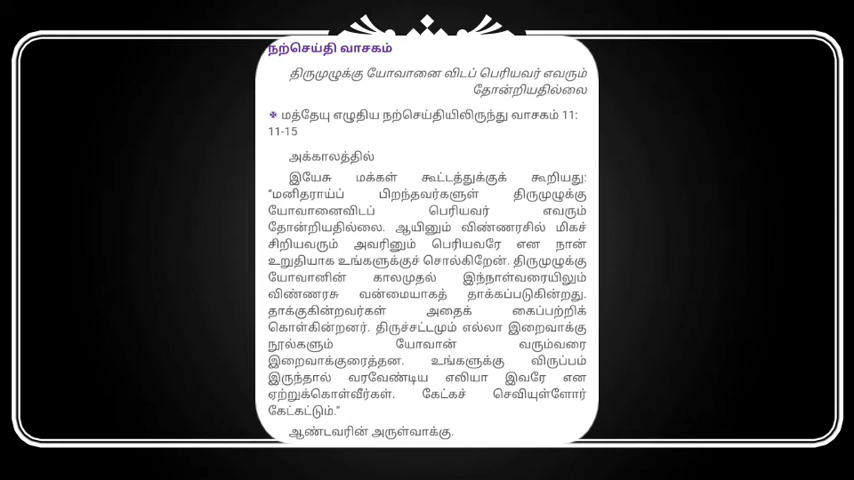 நற்செய்தி வாசகம்
திருமுழுக்கு யோவானை விடப் பெரியவர் எவரும்
தோன்றியதில்லை
✠ மத்தேயு எழுதிய நற்செய்தியிலிருந்து வாசகம் 11:
11-15
அக்காலத்தில்
இயேசு மக்கள் கூட்டத்துக்குக் கூறியது:
“மனிதராய்ப் பிறந்தவர்களுள் திருமுழுக்கு
யோவானைவிடப் பெரியவர் எவரும்
தோன்றியதில்லை. ஆயினும் விண்ணரசில் மிகச்
சிறியவரும் அவரினும் பெரியவரே என நான்
உறுதியாக உங்களுக்குச் சொல்கிறேன். திருமுழுக்கு
யோவானின் காலமுதல் இந்நாள்வரையிலும்
விண்ணரசு வன்மையாகத் தாக்கப்படுகின்றது.
தாக்குகின்றவர்கள் அதைக் கைப்பற்றிக்
கொள்கின்றனர். திருச்சட்டமும் எல்லா இறைவாக்கு
நூல்களும் யோவான் வரும்வரை
இறைவாக்குரைத்தன. உங்களுக்கு விருப்பம்
இருந்தால் வரவேண்டிய எலியா இவரே என
ஏற்றுக்கொள்வீர்கள். கேட்கச் செவியுள்ளோர்
கேட்கட்டும்.”
ஆண்டவரின் அருள்வாக்கு.